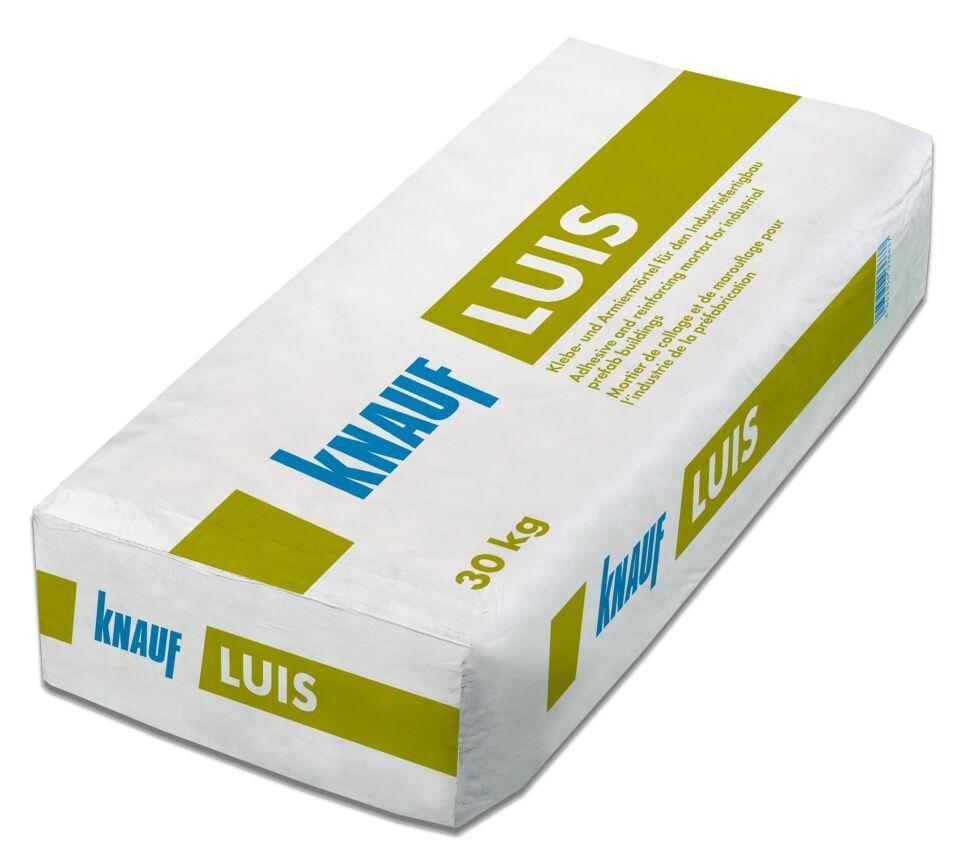 LUIS
Klebe- und Armiermörtel für den Industriefertigbau
Adhesive and reinforcing mortar for industrial
prefab buildings
Mortier de collage et de marouflage pour
l'industrie de la préfabrication
KNAUF
30 kg
KNAUF LUIS
KNAUF LUIS